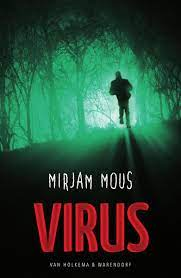 MIRJAM MOUS
VIRUS
VAN HOLKEMA & WARENDORF